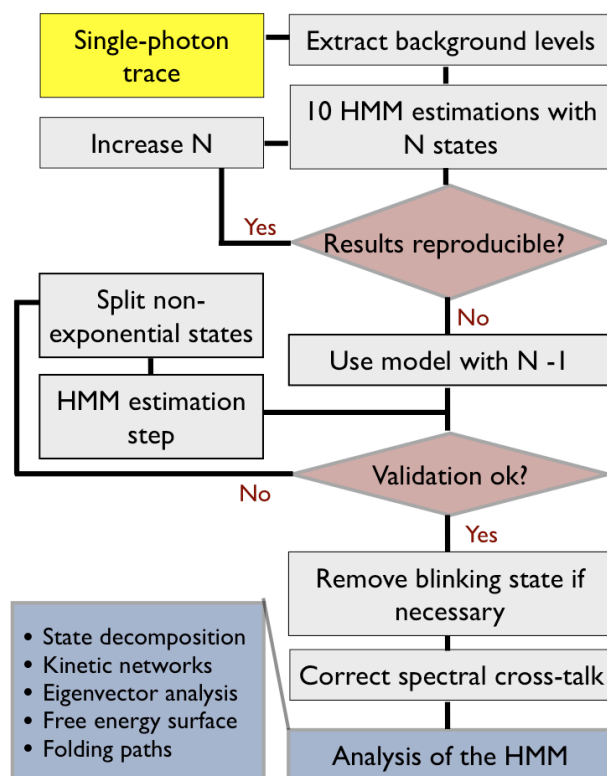 Single-photon
trace
Extract background levels
10 HMM estimations with
N states
Increase N
Yes
Results reproducible?
No
Split non-
exponential states
Use model with N -1
HMM estimation
step
Validation ok?
No
Yes
Remove blinking state if
necessary
• State decomposition
• Kinetic networks
• Eigenvector analysis
• Free energy surface
• Folding paths
Correct spectral cross-talk
Analysis of the HMM